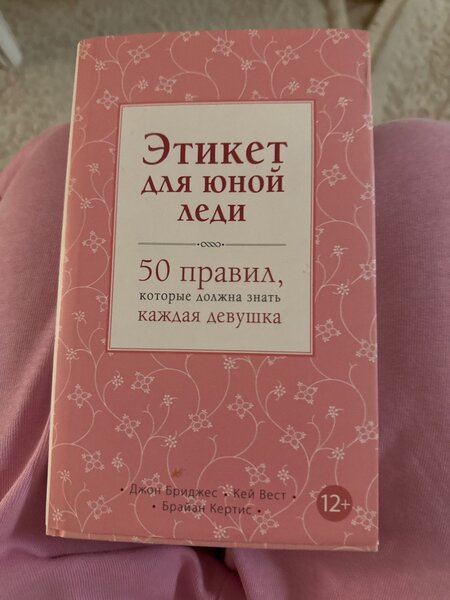 Этикет
для юной
леди
50 правил,
которые должна знать
каждая девушка
• Джон Бриджес • Кей Вест •
• Брайан Кертис •
12+